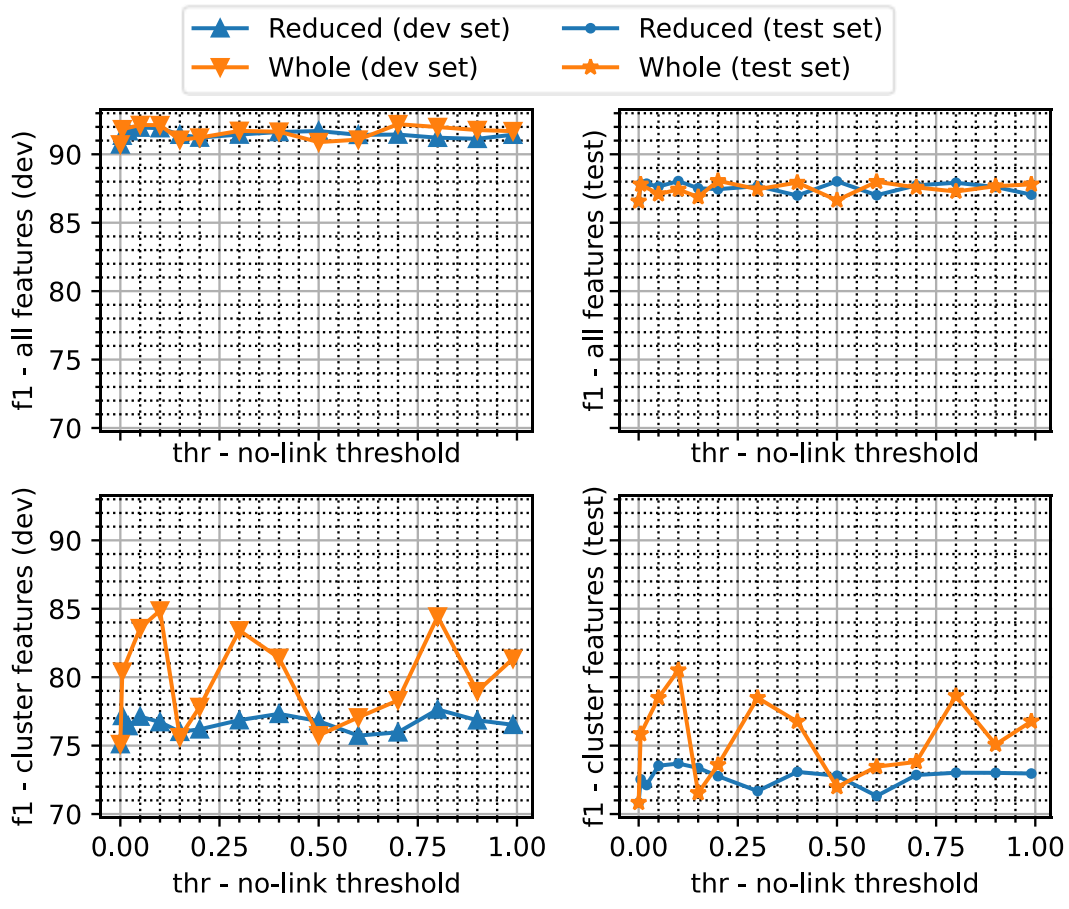 Reduced (dev set)
Whole (dev set)
Reduced (test set)
Whole (test set)
f1 - all features (dev)
90
85
80
75
70
thr - no-link threshold
f1 - all features (test)
thr - no-link threshold
f1 - cluster features (dev)
90
85
80
75
70
0.00 0.25 0.50 0.75 1.00
thr - no-link threshold
f1 - cluster features (test)
0.00 0.25 0.50 0.75 1.00
thr - no-link threshold